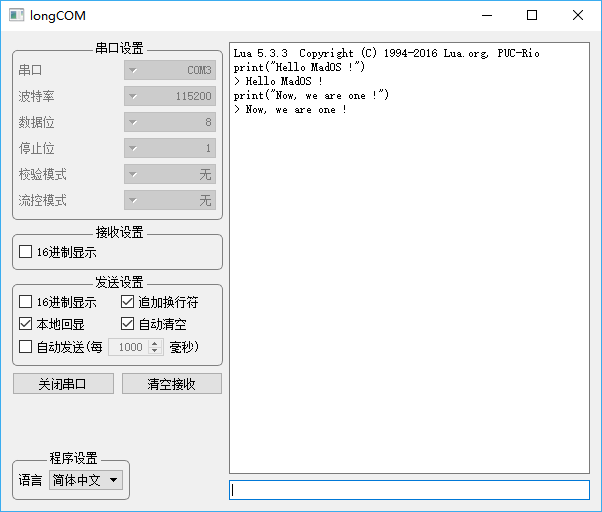 longCOM
串口设置
串口 COM3
波特率 115200
数据位 8
停止位 1
校验模式 无
流控模式 无
接收设置
16进制显示
发送设置
16进制显示 追加换行符
本地回显 自动清空
自动发送(每 1000 毫秒)
关闭串口 清空接收
程序设置
语言 简体中文
Lua 5.3.3  Copyright (C) 1994-2016 Lua.org, PUC-Rio
print("Hello MadOS !")
> Hello MadOS !
print("Now, we are one !")
> Now, we are one !